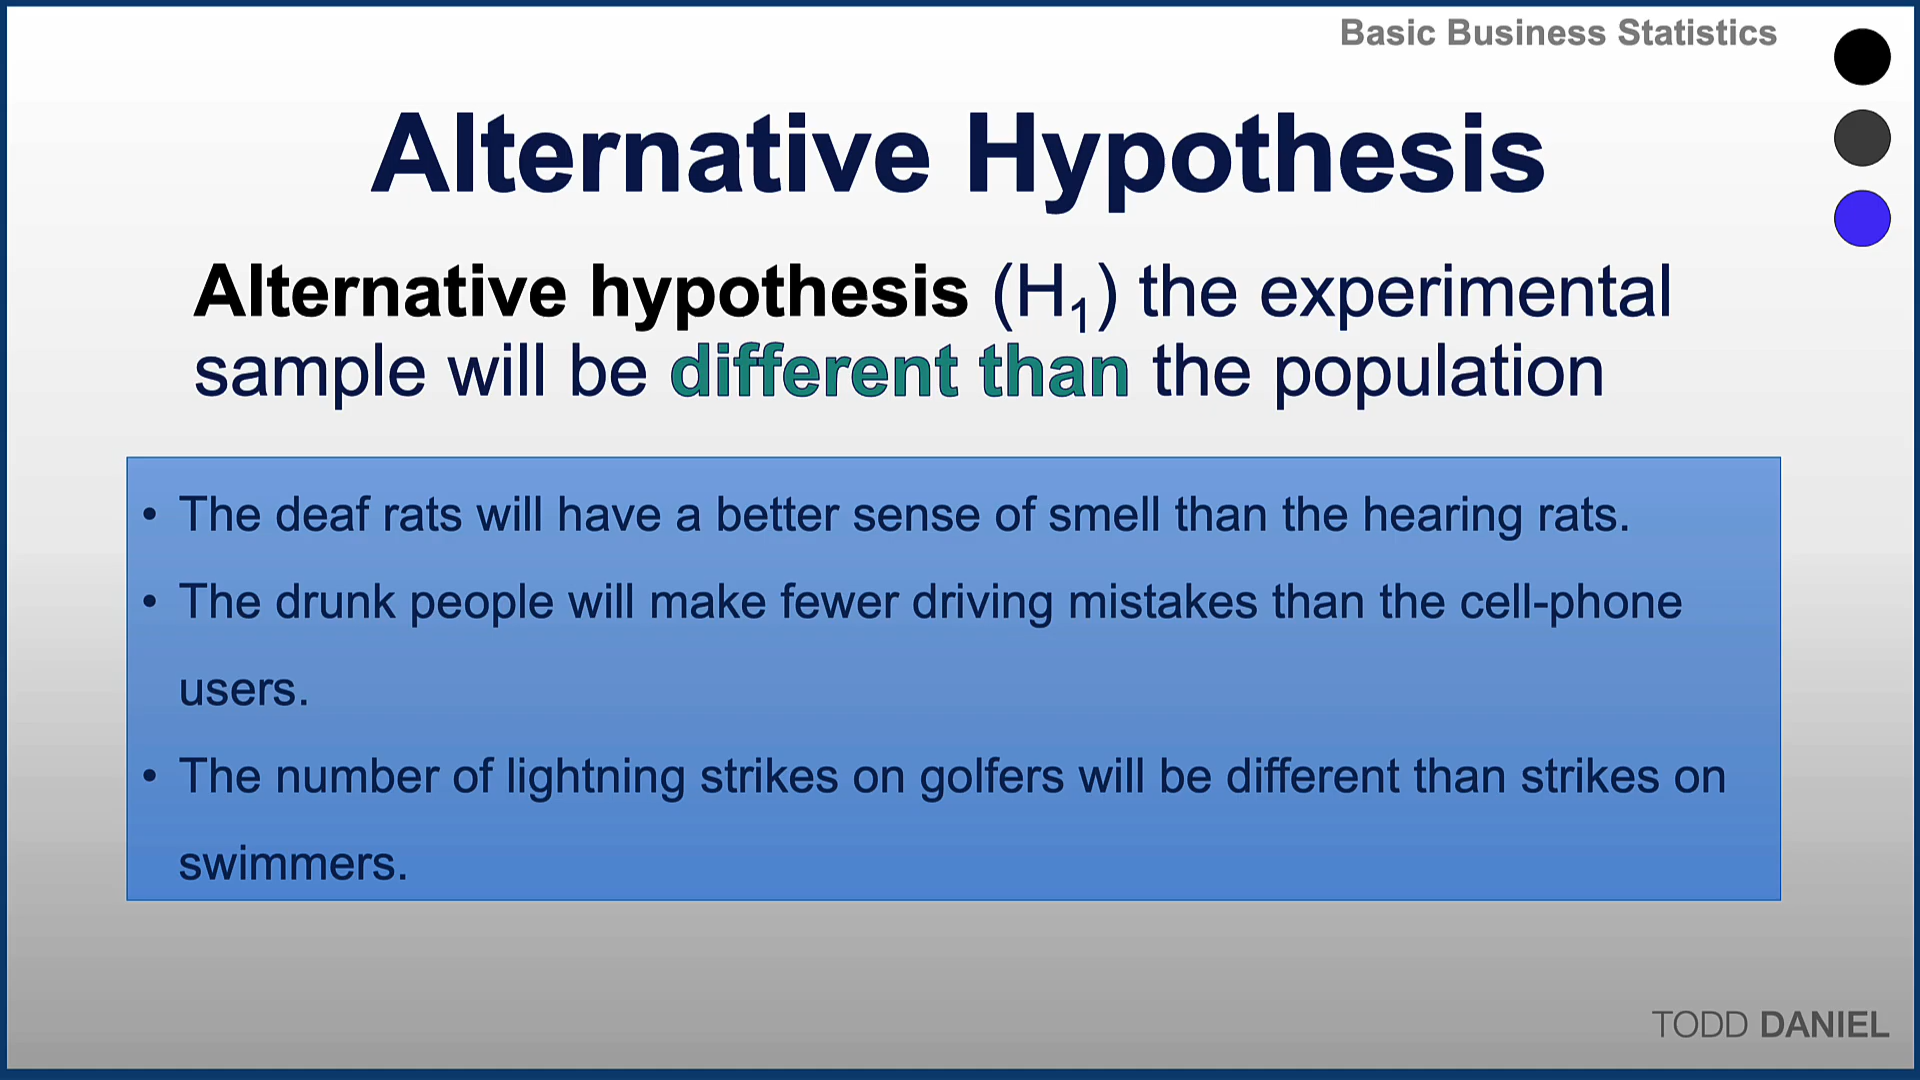 Basic Business Statistics
Alternative Hypothesis
Alternative hypothesis (H₁) the experimental
sample will be different than the population
• The deaf rats will have a better sense of smell than the hearing rats.
• The drunk people will make fewer driving mistakes than the cell-phone
users.
• The number of lightning strikes on golfers will be different than strikes on
swimmers.
TODD DANIEL